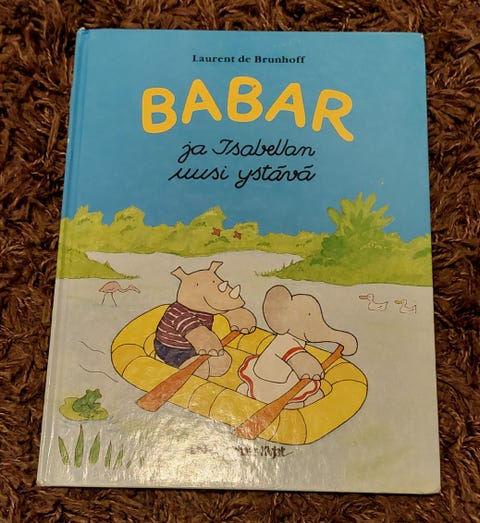 Laurent de Brunhoff
BABAR
ja Isabellan
uusi ystävä